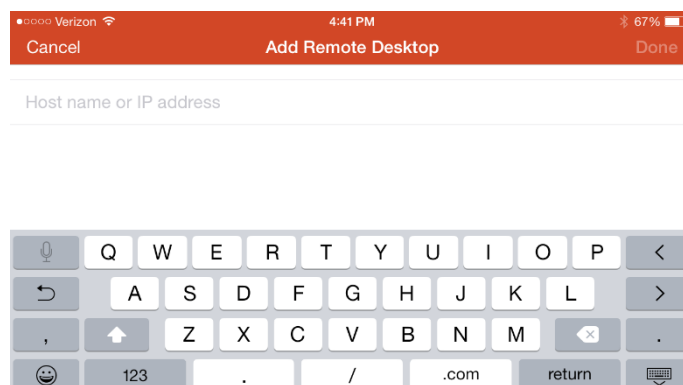 Verizon 4:41 PM 67%
Cancel Add Remote Desktop Done
Host name or IP address
Q W E R T Y U I O P <
A S D F G H J K L >
, Z X C V B N M .
123 . / .com return